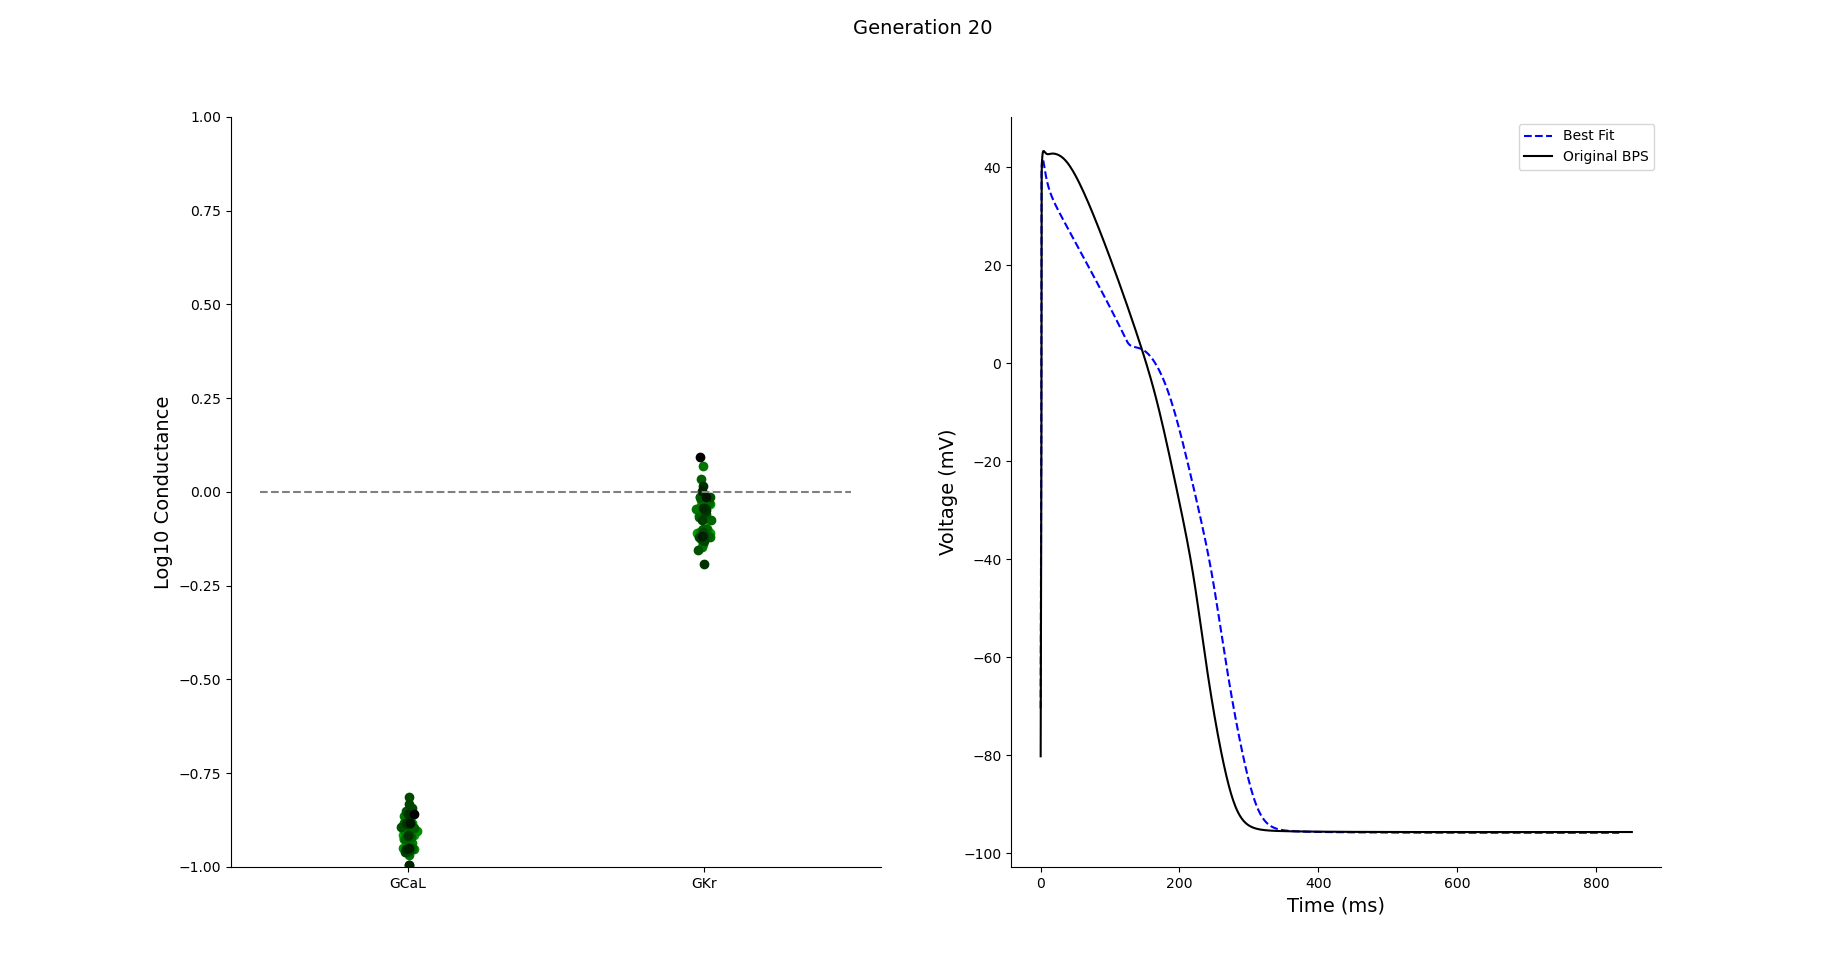 Generation 20
1.00
0.75
0.50
0.25
0.00
−0.25
−0.50
−0.75
−1.00
Log10 Conductance
GCaL
GKr
40
20
0
−20
−40
−60
−80
−100
Voltage (mV)
0
200
400
600
800
Time (ms)
Best Fit
Original BPS